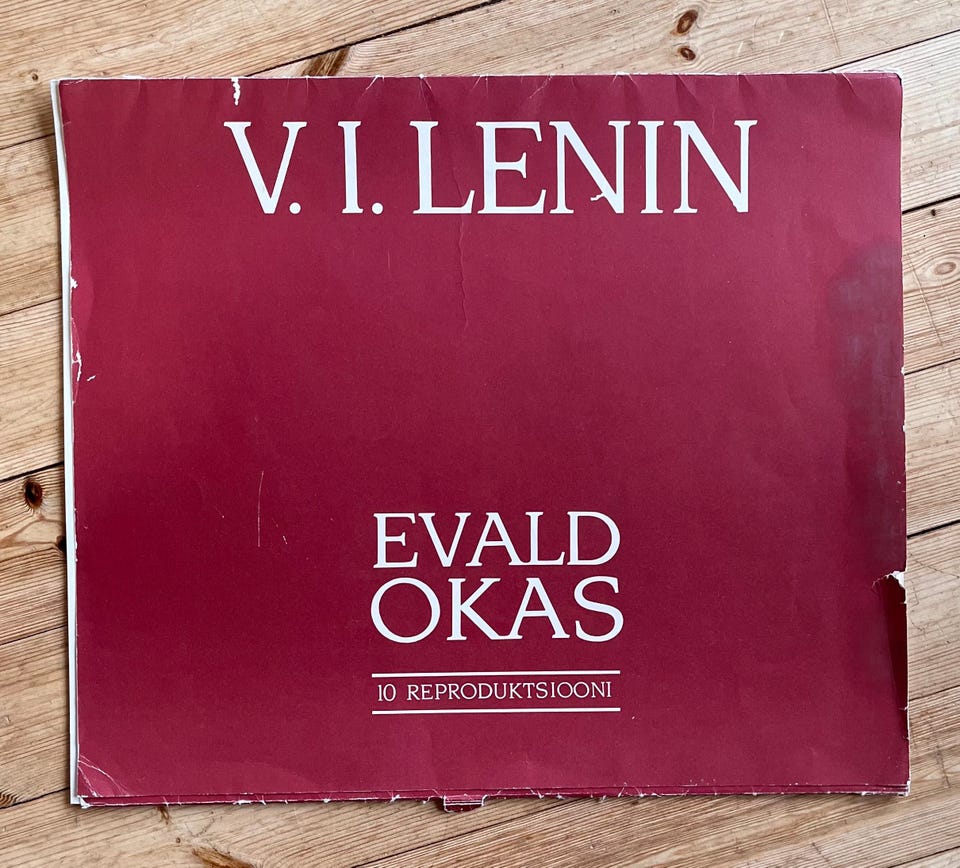 V. I. LENIN
EVALD
OKAS
10 REPRODUKTSIOONI